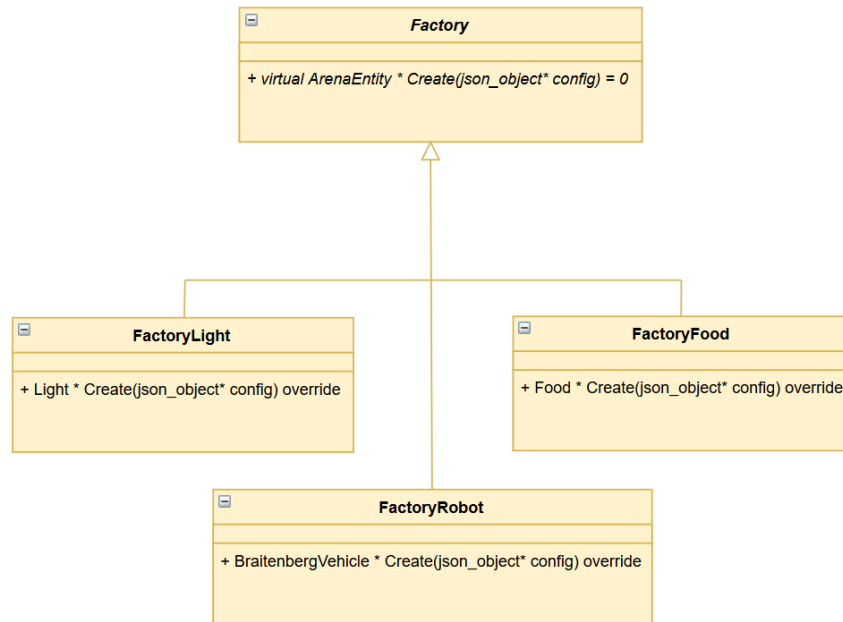 Factory
+ virtual ArenaEntity * Create(json_object* config) = 0
FactoryLight
+ Light * Create(json_object* config) override
FactoryFood
+ Food * Create(json_object* config) override
FactoryRobot
+ BraitenbergVehicle * Create(json_object* config) override